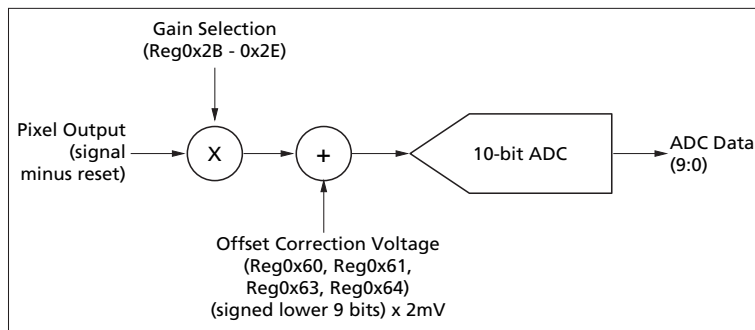 Gain Selection
(Reg0x2B - 0x2E)
Pixel Output
(signal
minus reset)
X
+
10-bit ADC
ADC Data
(9:0)
Offset Correction Voltage
(Reg0x60, Reg0x61,
Reg0x63, Reg0x64)
(signed lower 9 bits) x 2mV